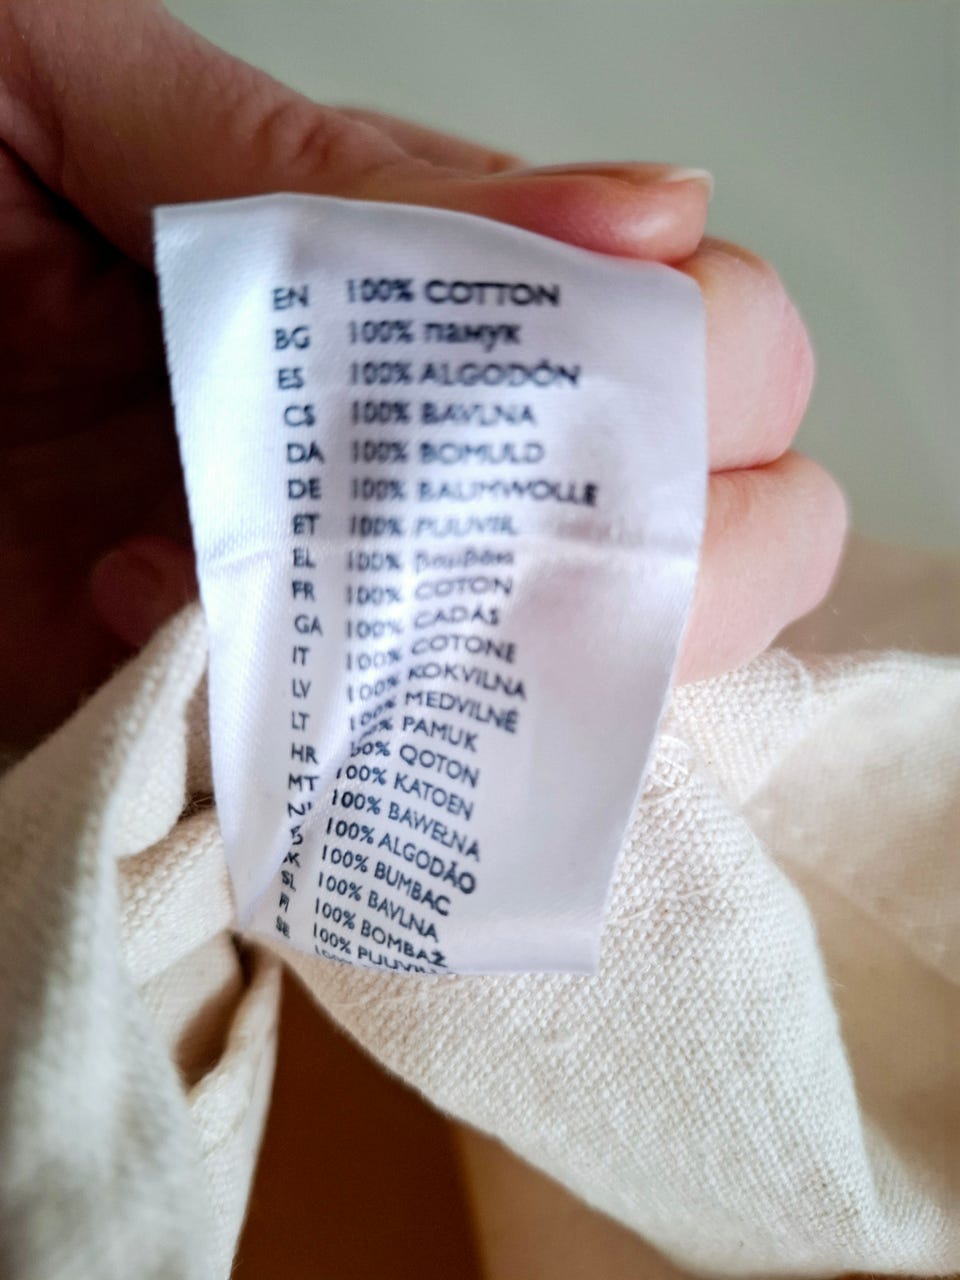 EN 100% COTTON
BG 100% памук
ES 100% ALGODÓN
CS 100% BAVLNA
DA 100% BOMULD
DE 100% BAUMWOLLE
ET 100% PUUVIL
EL 100%
FR 100% COTON
GA 100% CADÁS
IT 100% COTONE
LV 100% KOKVILNA
LT 100% MEDVILNĖ
HR 100% PAMUK
MT 100% QOTON
100% KATOEN
100% BAWEŁNA
100% ALGODÃO
100% BUMBAC
SL 100% BAVLNA
FI 100% BOMBAŽ
SE 100% PUUVILL